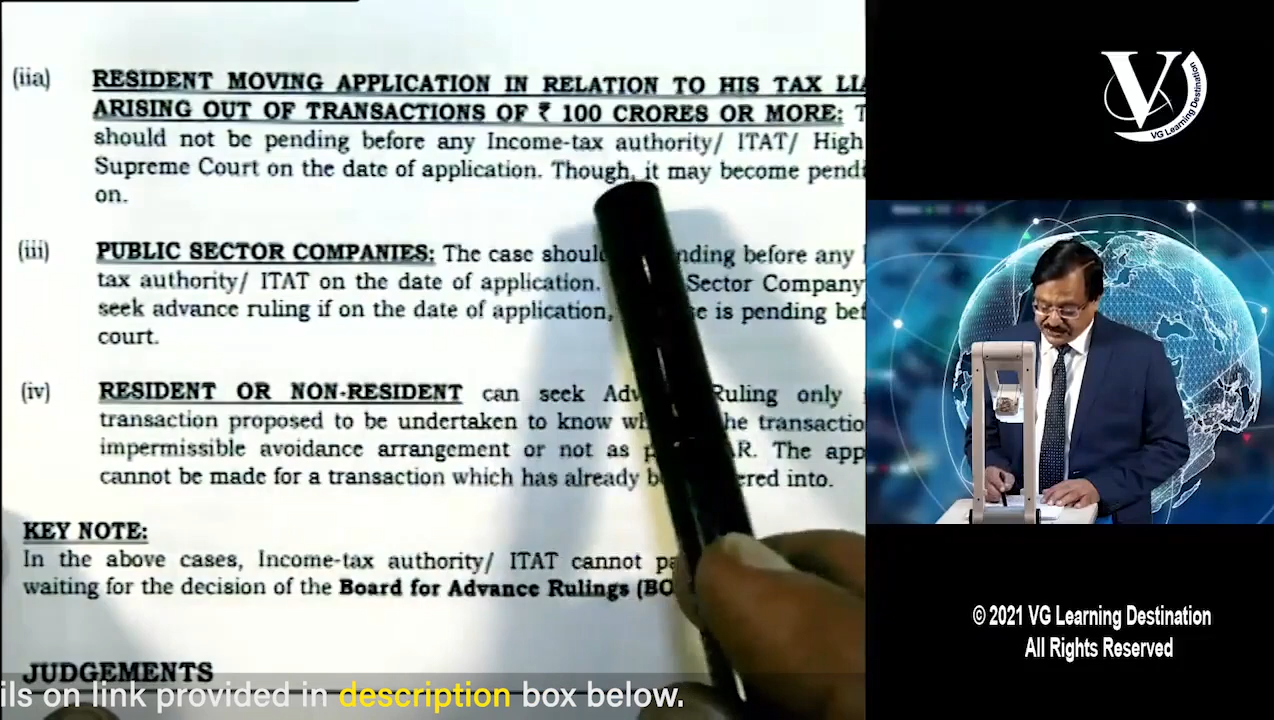 (iia) RESIDENT MOVING APPLICATION IN RELATION TO HIS TAX
ARISING OUT OF TRANSACTIONS OF ₹ 100 CRORES OR MORE:
should not be pending before any Income-tax authority/ ITAT/ High
Supreme Court on the date of application. Though, it may become
on.
(iii) PUBLIC SECTOR COMPANIES: The case should before any
tax authority/ ITAT on the date of application. Sector Company
seek advance ruling if on the date of application, is pending
court.
(iv) RESIDENT OR NON-RESIDENT can seek Ruling only
transaction proposed to be undertaken to know the
impermissible avoidance arrangement or not as The
cannot be made for a transaction which has already into.
KEY NOTE:
In the above cases, Income-tax authority/ ITAT cannot
waiting for the decision of the Board for Advance Rulings
JUDGEMENTS
ils on link provided in description box below.
V
VG Learning Destination
© 2021 VG Learning Destination
All Rights Reserved